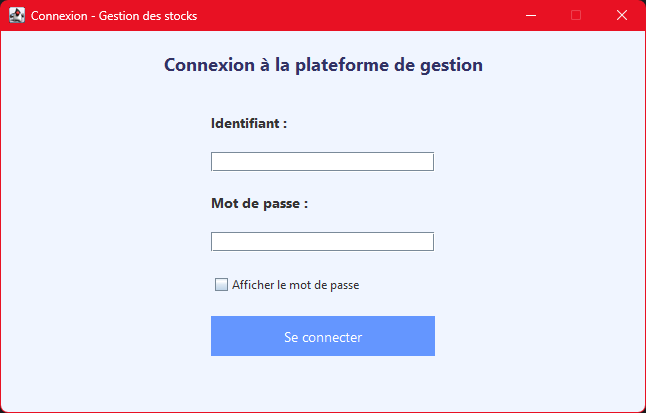 Connexion - Gestion des stocks
Connexion à la plateforme de gestion
Identifiant :
Mot de passe :
Afficher le mot de passe
Se connecter